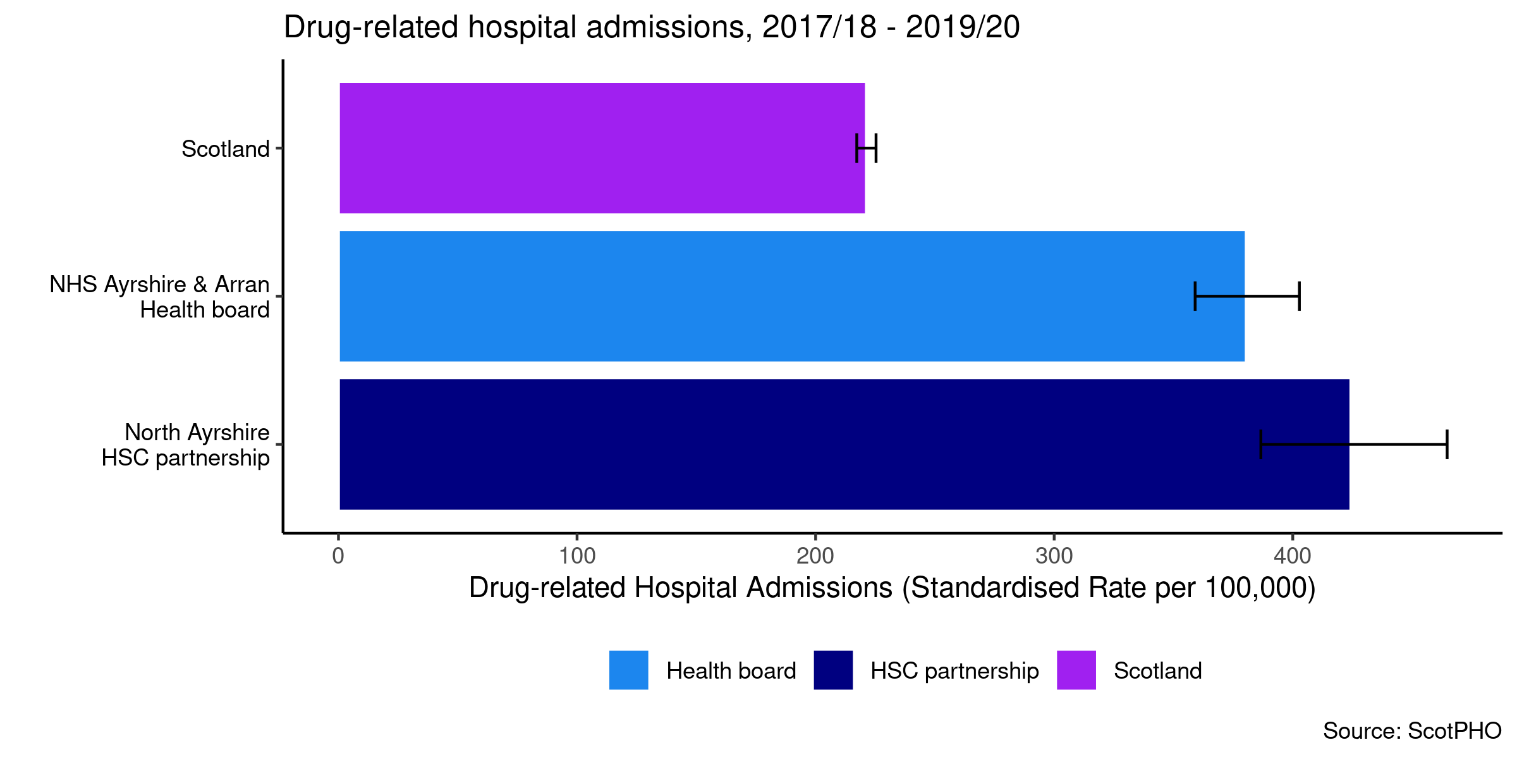 Drug-related hospital admissions, 2017/18 - 2019/20
Scotland
NHS Ayrshire & Arran
Health board
North Ayrshire
HSC partnership
0 100 200 300 400
Drug-related Hospital Admissions (Standardised Rate per 100,000)
Health board HSC partnership Scotland
Source: ScotPHO